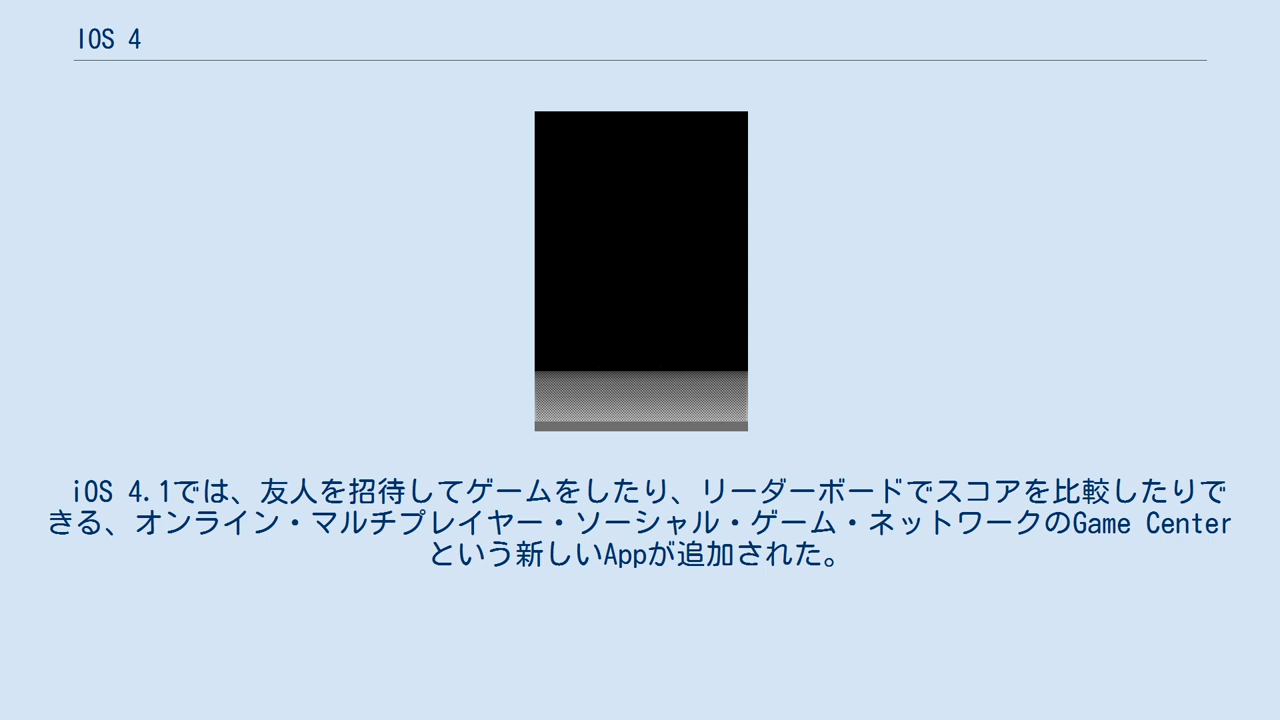 IOS 4
iOS 4.1では、友人を招待してゲームをしたり、リーダーボードでスコアを比較したりで
きる、オンライン・マルチプレイヤー・ソーシャル・ゲーム・ネットワークのGame Center
という新しいAppが追加された。